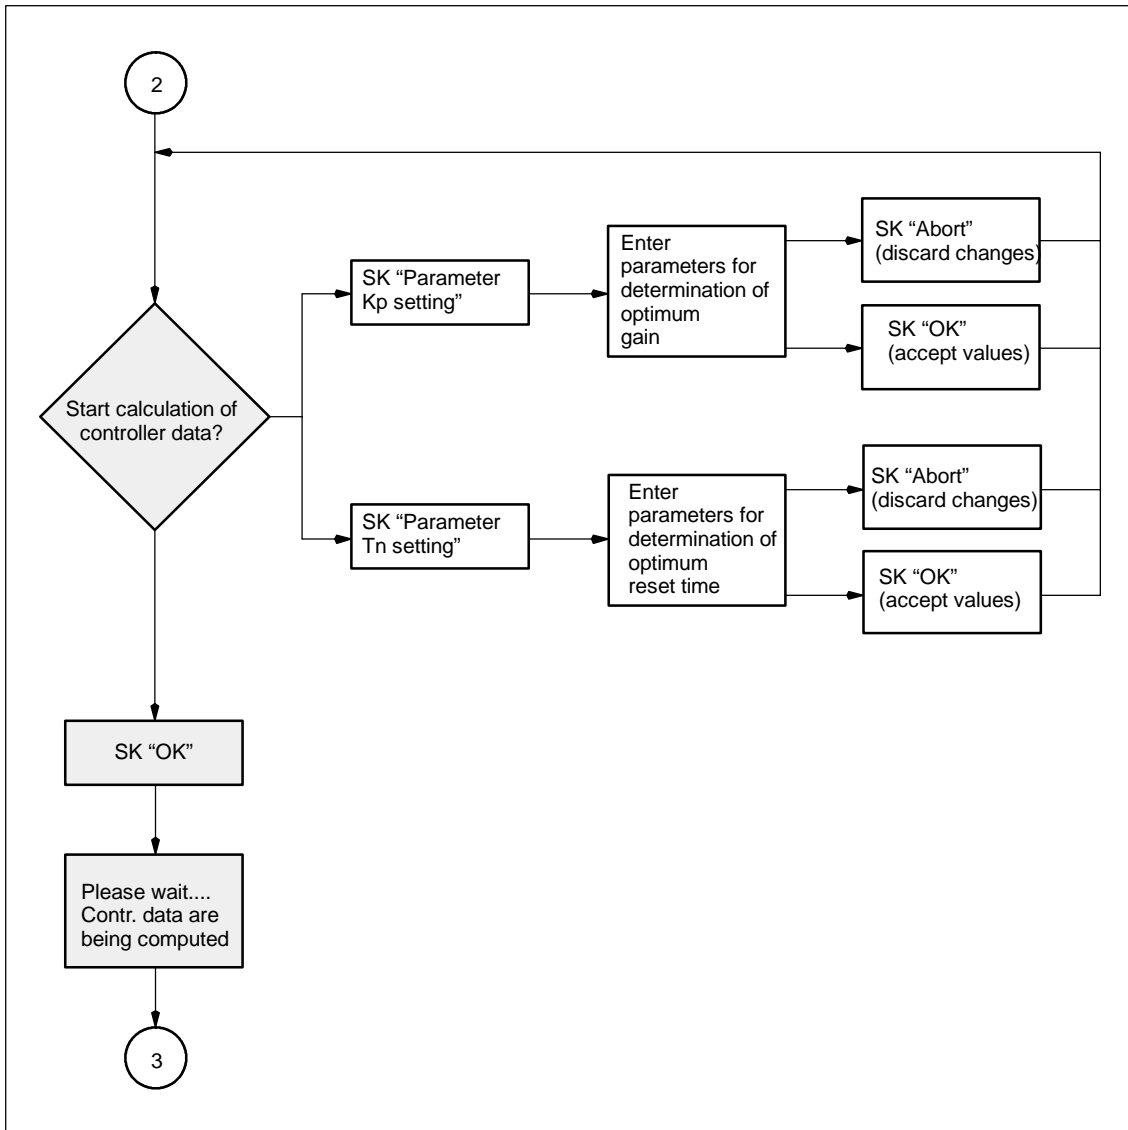 2
SK “Abort”
(discard changes)
Enter
parameters for
determination of
optimum
gain
SK “Parameter
Kp setting”
SK “OK”
(accept values)
Start calculation of
controller data?
SK “Abort”
(discard changes)
Enter
parameters for
determination of
optimum
reset time
SK “Parameter
Tn setting”
SK “OK”
(accept values)
SK “OK”
Please wait....
Contr. data are
being computed
3